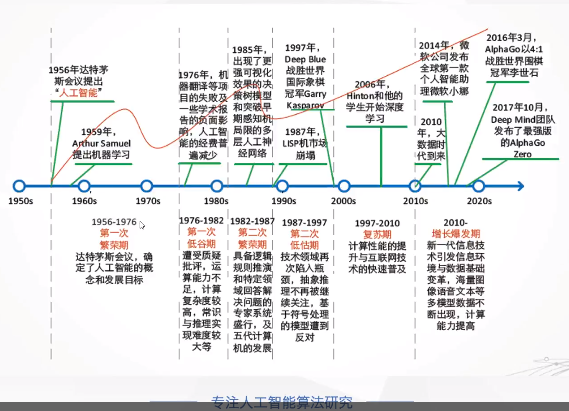 1956年达特茅
斯会议提出
“人工智能”
1959年，
Arthur Samuel
提出机器学习
1976年，机
器翻译等项
目的失败及
一些学术报
告的负面影
响，人工智
能的经费普
遍减少
1985年，
出现了更
强可视化
效果的决
策树模型
和突破早
期感知机
局限的多
层人工神
经网络
1997年，
Deep Blue
战胜世界
国际象棋
冠军Garry
Kasparov
1987年，
LISP机市场
崩塌
2006年，
Hinton和他的
学生开始深度
学习
2014年，微
软公司发布
全球第一款
个人智能助
理微软小娜
2010
年，大
数据时
代到来
2016年3月，
AlphaGo以4:1
战胜世界围棋
冠军李世石
2017年10月，
Deep Mind团队
发布了最强版
的AlphaGo
Zero
1950s
1960s
1970s
1980s
1990s
2000s
2010s
2020s
1956-1976
第一次
繁荣期
达特茅斯会议，确
定了人工智能的概
念和发展目标
1976-1982
第一次
低谷期
遭受质疑
批评，运
算能力不
足，计算
复杂度较
高，常识
与推理实
现难度较
大等
1982-1987
第二次
繁荣期
具备逻辑
规则推演
和特定领
域回答解
决问题的
专家系统
盛行，及
五代计算
机的发展
1987-1997
第二次
低估期
技术领域再
次陷入瓶
颈，抽象推
理不再被继
续关注，基
于符号处理
的模型遭到
反对
1997-2010
复苏期
计算性能的提
升与互联网技
术的快速普及
2010-
增长爆发期
新一代信息技
术引发信息环
境与数据基础
变革，海量图
像语音文本等
多模型数据不
断出现，计算
能力提高
专注人工智能算法研究